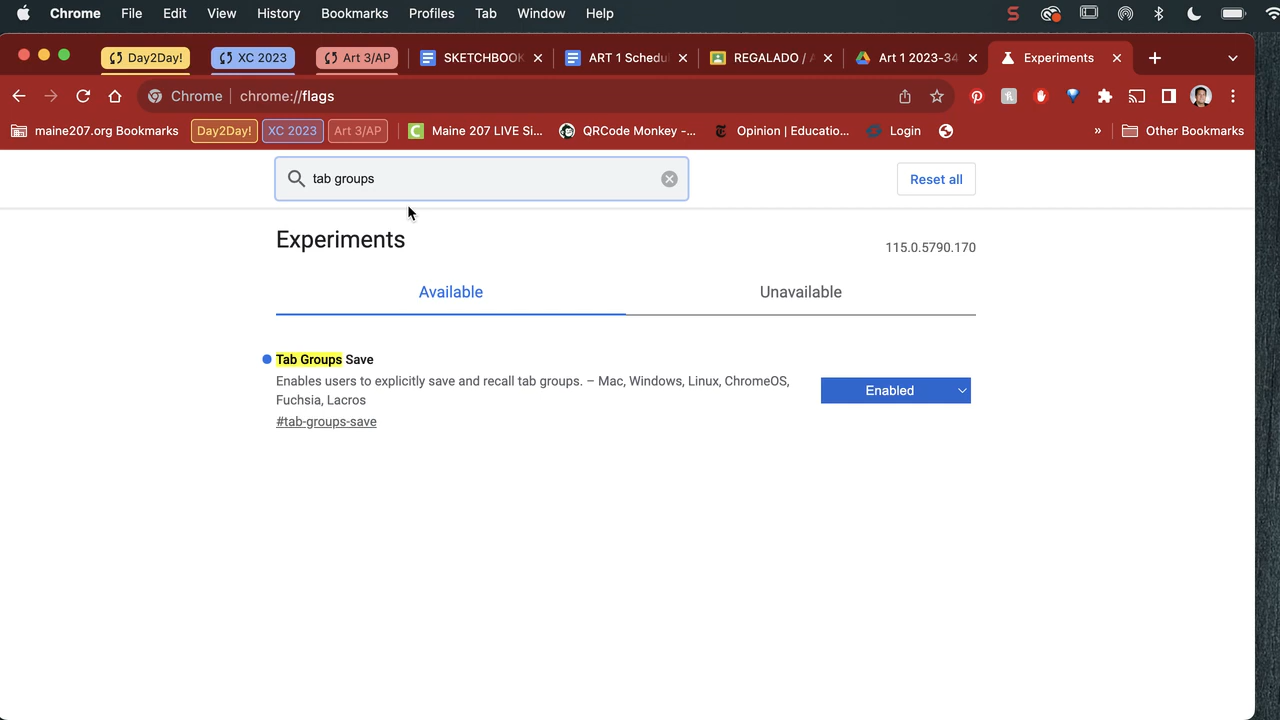 Chrome File Edit View History Bookmarks Profiles Tab Window Help
Day2Day! XC 2023 Art 3/AP SKETCHBOOK ART 1 Schedu REGALADO / A Art 1 2023-34 Experiments
Chrome chrome://flags
maine207.org Bookmarks Day2Day! XC 2023 Art 3/AP Maine 207 LIVE Si... QRCode Monkey -... Opinion | Educatio... Login » Other Bookmarks
tab groups
Reset all
Experiments
115.0.5790.170
Available Unavailable
Tab Groups Save
Enables users to explicitly save and recall tab groups. – Mac, Windows, Linux, ChromeOS,
Fuchsia, Lacros
Enabled
#tab-groups-save